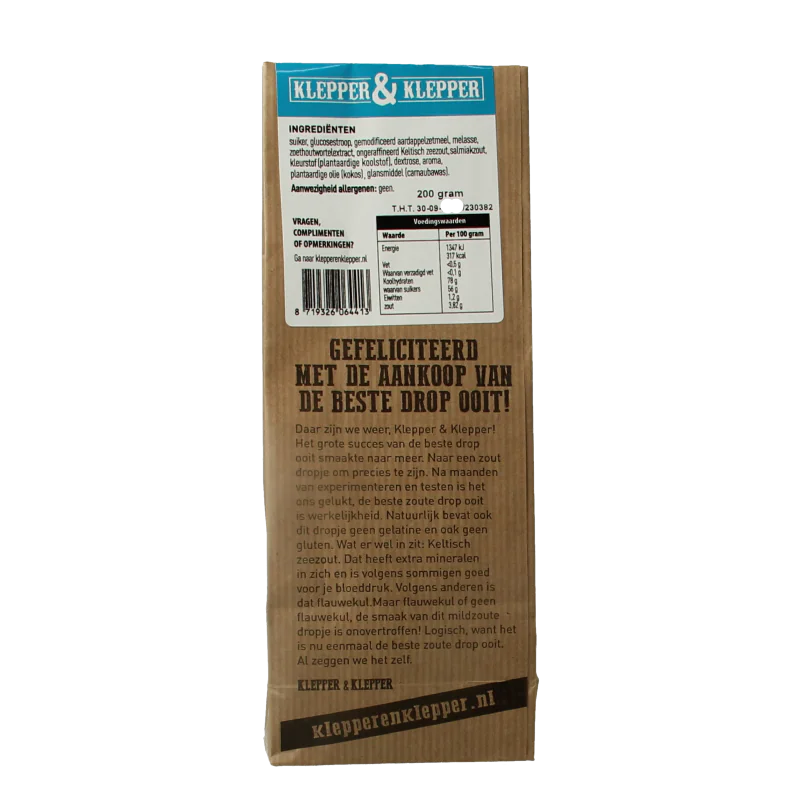 KLEPPER & KLEPPER
INGREDIËNTEN
suiker, glucosestroop, gemodificeerd aardappelzetmeel, melasse,
zoethoutwortelextract, ongeraffineerd Keltisch zeezout, salmiakzout,
kleurstof (plantaardige koolstof), dextrose, aroma,
plantaardige olie (kokos), glansmiddel (carnaubawas).
Aanwezigheid allergenen: geen.
200 gram
T.H.T. 30-09- /230382
VRAGEN,
COMPLIMENTEN
OF OPMERKINGEN?
Ga naar klepperenklepper.nl
8 719326 064413
Voedingswaarden
Waarde Per 100 gram
Energie 1347 kJ
317 kcal
Vet <0,5 g
Waarvan verzadigd vet <0,1 g
Koolhydraten 78 g
waarvan suikers 56 g
Eiwitten 1,2 g
zout 3,82 g
GEFELICITEERD
MET DE AANKOOP VAN
DE BESTE DROP OOIT!
Daar zijn we weer, Klepper & Klepper!
Het grote succes van de beste drop
ooit smaakte naar meer. Naar een zout
dropje om precies te zijn. Na maanden
van experimenteren en testen is het
ons gelukt, de beste zoute drop ooit
is werkelijkheid. Natuurlijk bevat ook
dit dropje geen gelatine en ook geen
gluten. Wat er wel in zit: Keltisch
zeezout. Dat heeft extra mineralen
in zich en is volgens sommigen goed
voor je bloeddruk. Volgens anderen is
dat flauwekul.Maar flauwekul of geen
flauwekul, de smaak van dit mildzoute
dropje is onovertroffen! Logisch, want het
is nu eenmaal de beste zoute drop ooit.
Al zeggen we het zelf.
KLEPPER & KLEPPER
klepperenklepper.nl